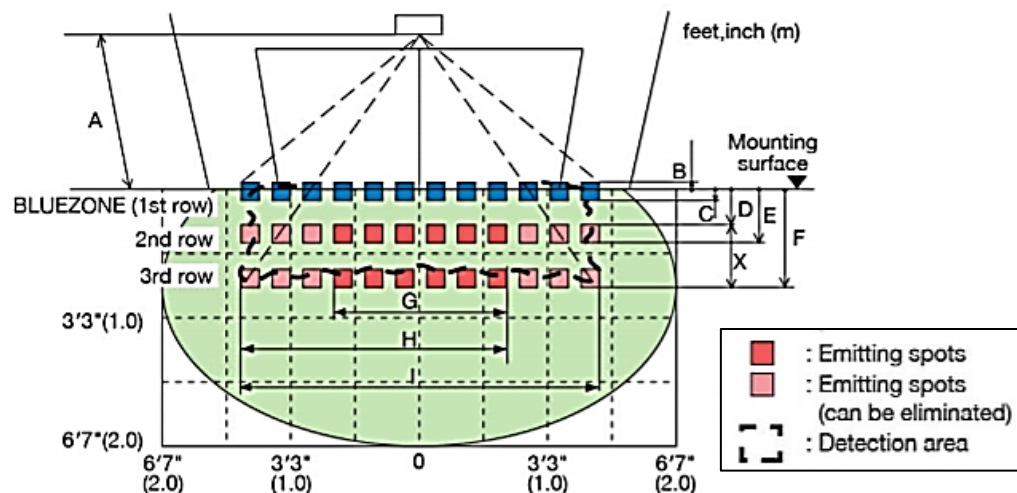 feet,inch (m)
A
B
Mounting
surface
BLUEZONE (1st row)
C
D
E
F
2nd row
X
3rd row
G
3’3”(1.0)
H
I
6’7”(2.0)
6’7”
(2.0)
3’3”
(1.0)
0
3’3”
(1.0)
6’7”
(2.0)
: Emitting spots
: Emitting spots
(can be eliminated)
: Detection area